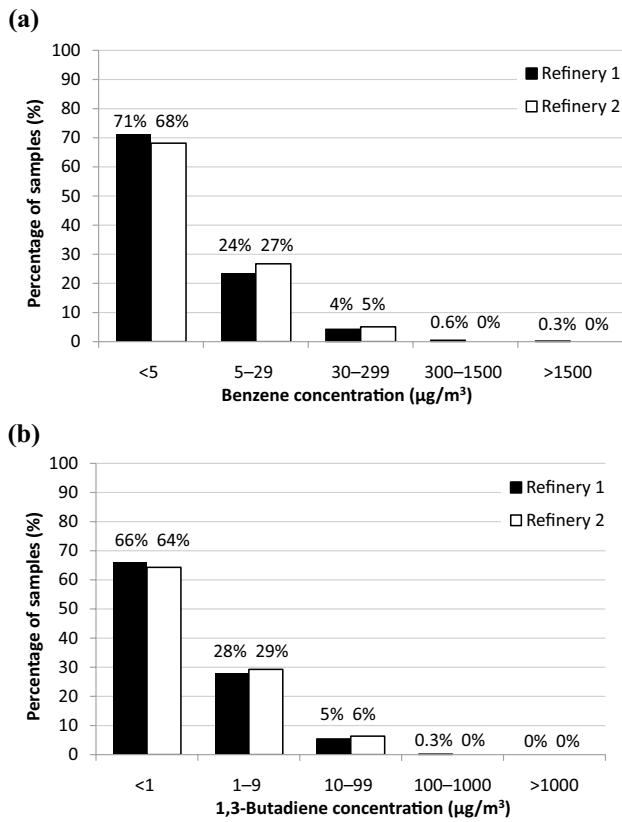 (a)
100
90
80
70
60
50
40
30
20
10
0
Percentage of samples (%)
Refinery 1
Refinery 2
71% 68%
24% 27%
4% 5%
0.6% 0%
0.3% 0%
<5 5–29 30–299 300–1500 >1500
Benzene concentration (µg/m³)
(b)
100
90
80
70
60
50
40
30
20
10
0
Percentage of samples (%)
Refinery 1
Refinery 2
66% 64%
28% 29%
5% 6%
0.3% 0%
0% 0%
<1 1–9 10–99 100–1000 >1000
1,3-Butadiene concentration (µg/m³)